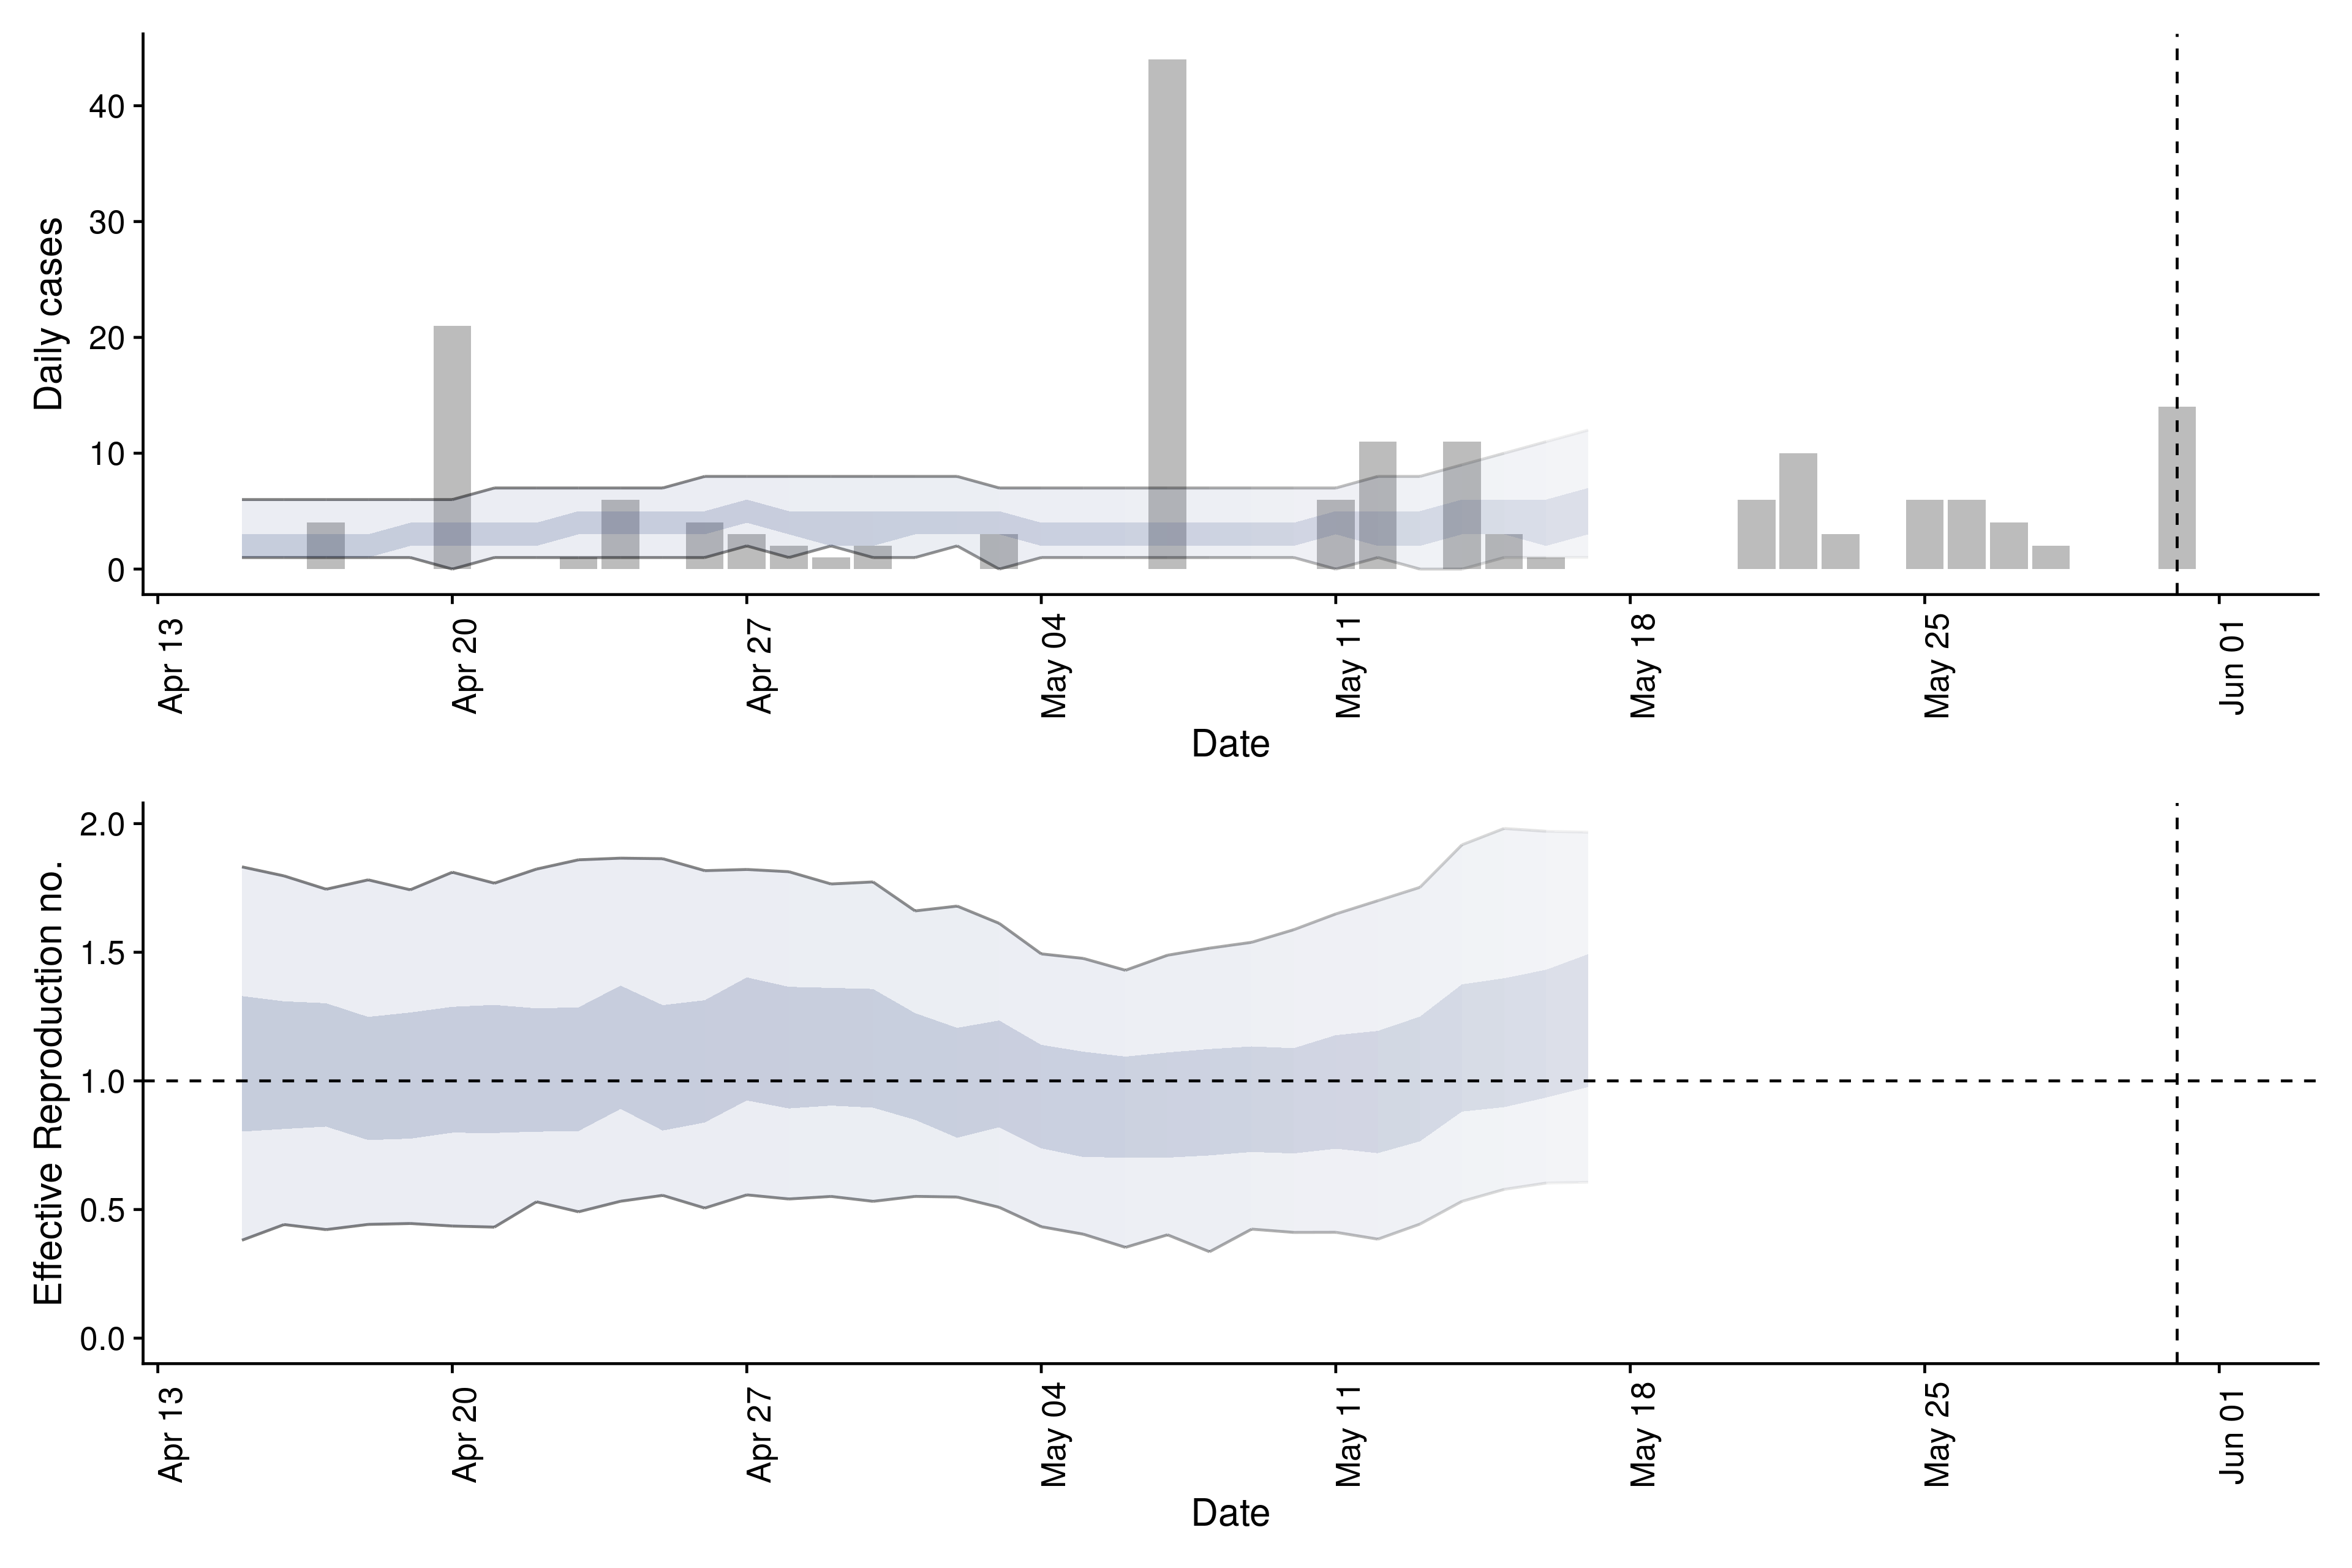 Daily cases
40
30
20
10
0
Apr 13
Apr 20
Apr 27
May 04
May 11
May 18
May 25
Jun 01
Date
Effective Reproduction no.
2.0
1.5
1.0
0.5
0.0
Apr 13
Apr 20
Apr 27
May 04
May 11
May 18
May 25
Jun 01
Date